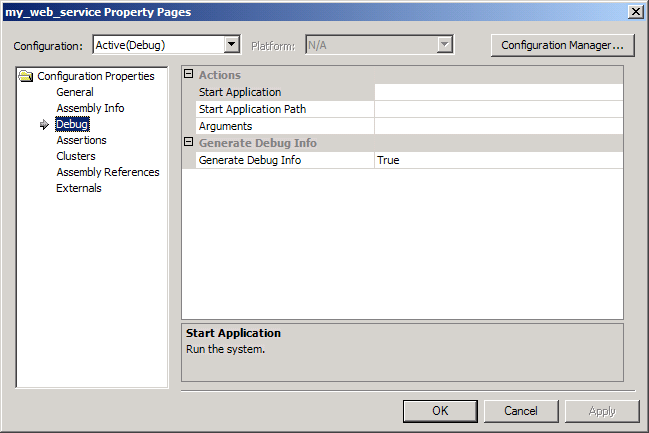 my_web_service Property Pages
Configuration: Active(Debug) Platform: N/A Configuration Manager...
Configuration Properties
General
Assembly Info
Debug
Assertions
Clusters
Assembly References
Externals
Actions
Start Application
Start Application Path
Arguments
Generate Debug Info
Generate Debug Info True
Start Application
Run the system.
OK Cancel Apply